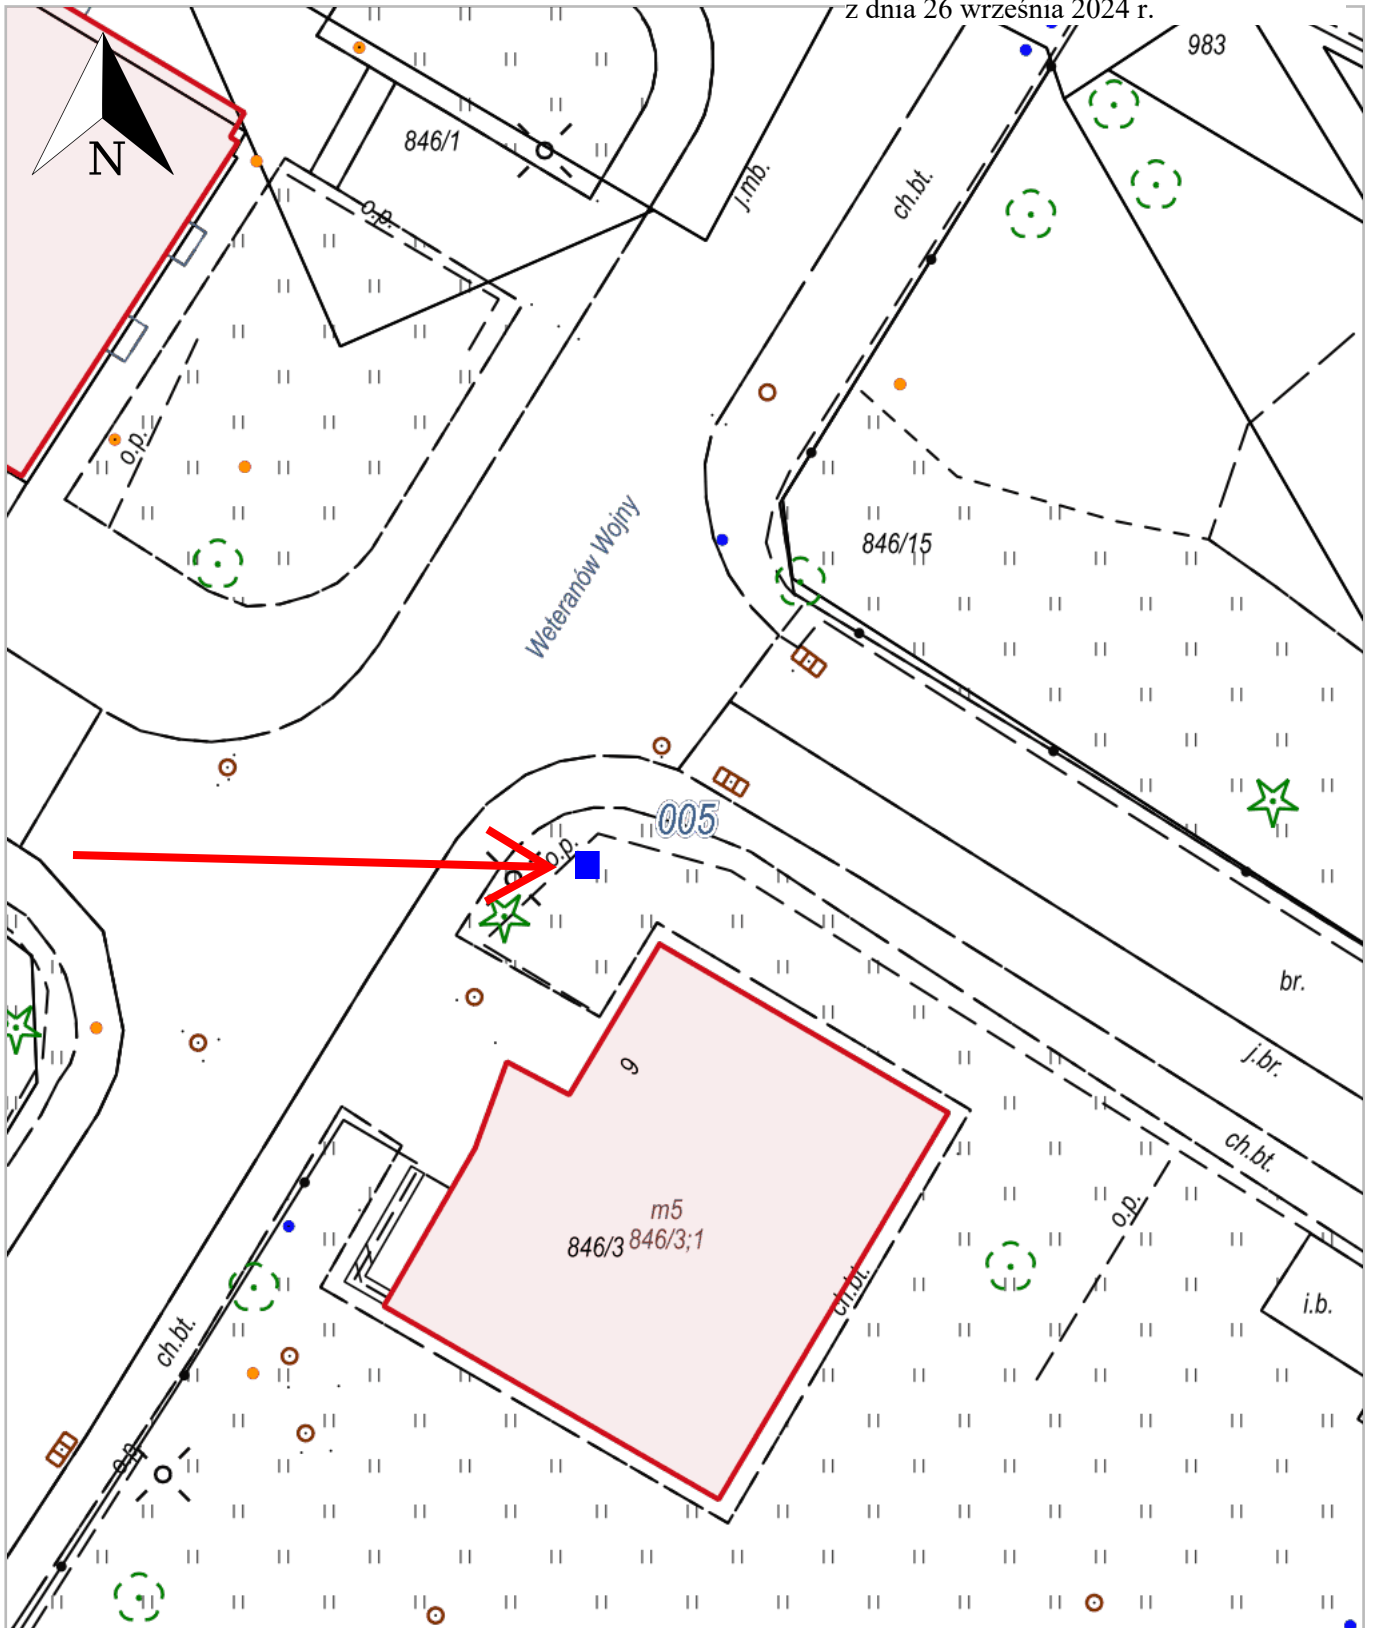 z dnia 26 września 2024 r.
983
846/1
N
j.mb.
ch.bt.
o.p.
o.p.
846/15
Weteranów Wojny
005
o.p.
br.
9
j.br.
ch.bt.
m5
846/3 846/3;1
o.p.
ch.bt.
i.b.
ch.bt.
o.p.